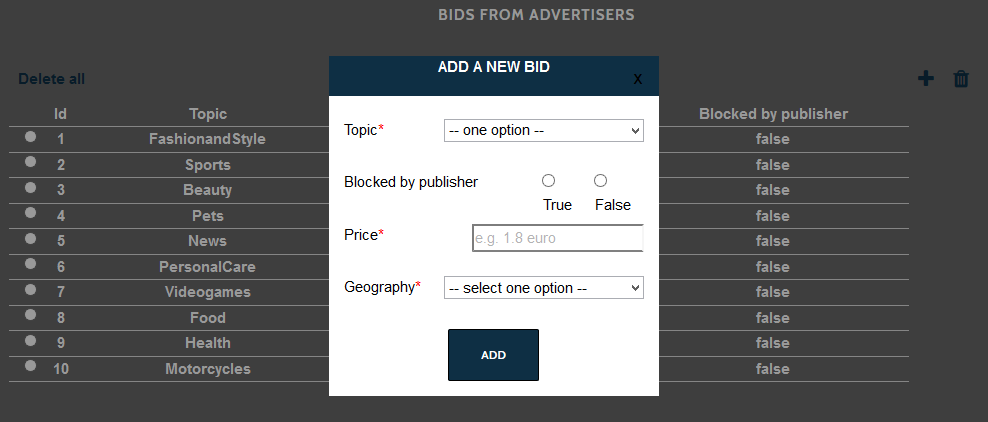 BIDS FROM ADVERTISERS
Delete all
Id Topic Blocked by publisher
1 FashionandStyle false
2 Sports false
3 Beauty false
4 Pets false
5 News false
6 PersonalCare false
7 Videogames false
8 Food false
9 Health false
10 Motorcycles false
ADD A NEW BID
X
Topic* -- one option --
Blocked by publisher
True False
Price* e.g. 1.8 euro
Geography* -- select one option --
ADD